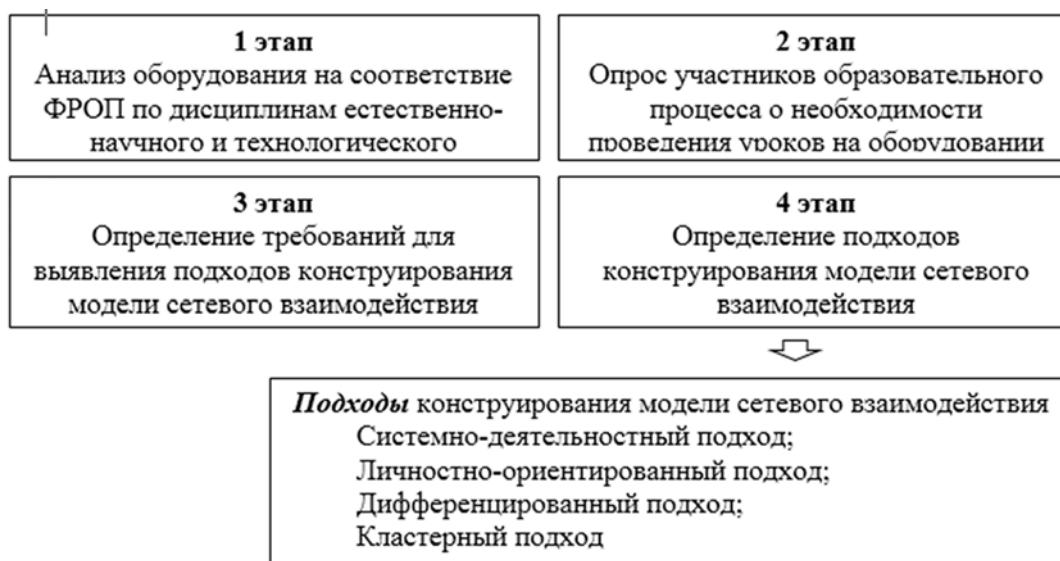 1 этап
Анализ оборудования на соответствие
ФРОП по дисциплинам естественно-
научного и технологического
2 этап
Опрос участников образовательного
процесса о необходимости
проведения уроков на оборудовании
3 этап
Определение требований для
выявления подходов конструирования
модели сетевого взаимодействия
4 этап
Определение подходов
конструирования модели сетевого
взаимодействия
Подходы конструирования модели сетевого взаимодействия
Системно-деятельностный подход;
Личностно-ориентированный подход;
Дифференцированный подход;
Кластерный подход